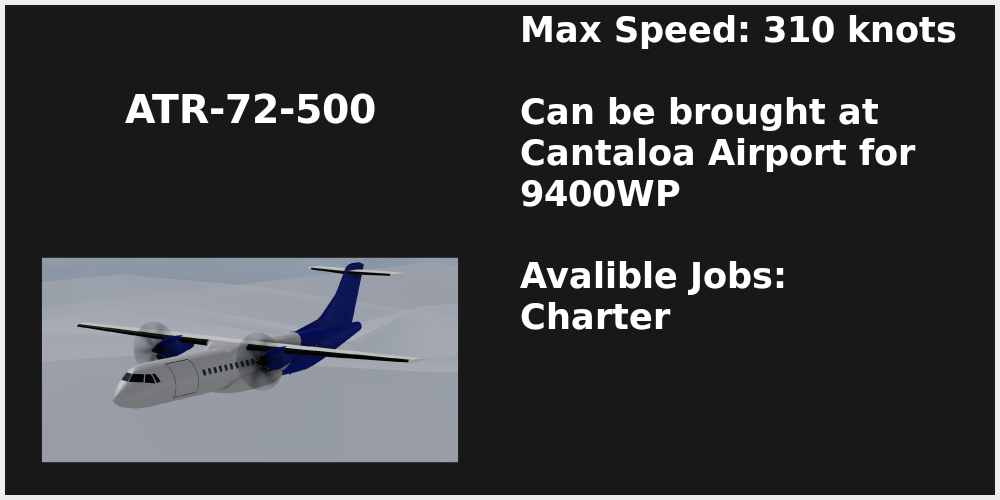 ATR-72-500
Max Speed: 310 knots
Can be brought at
Cantaloa Airport for
9400WP
Avalible Jobs:
Charter